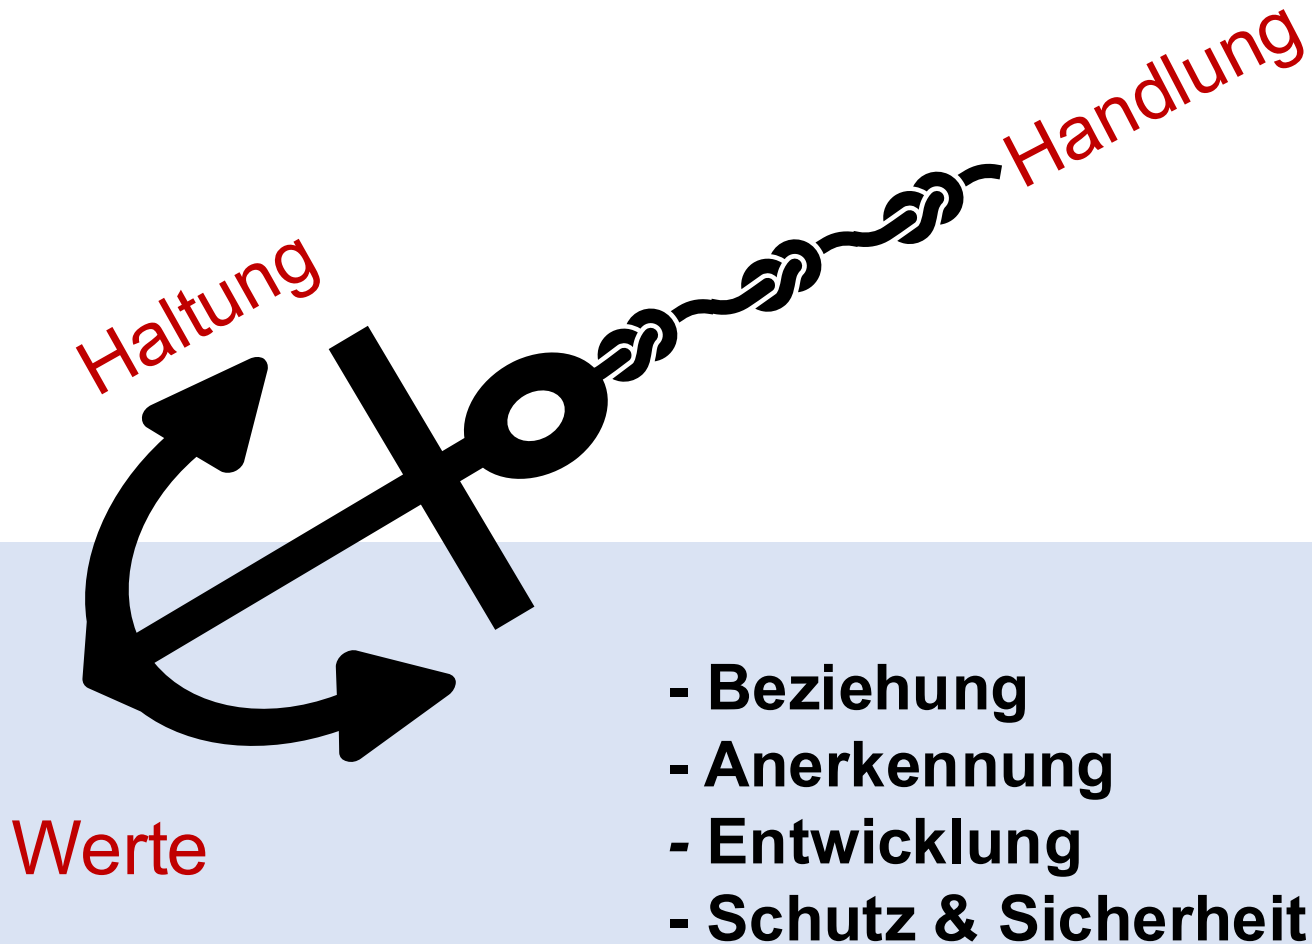 Handlung
Haltung
- Beziehung
- Anerkennung
- Entwicklung
- Schutz & Sicherheit
Werte